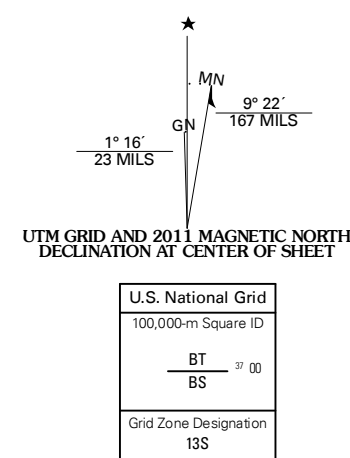 ★
MN
9° 22´
167 MILS
GN
1° 16´
23 MILS
UTM GRID AND 2011 MAGNETIC NORTH
DECLINATION AT CENTER OF SHEET
U.S. National Grid
100,000-m Square ID
BT
37 00
BS
Grid Zone Designation
13S